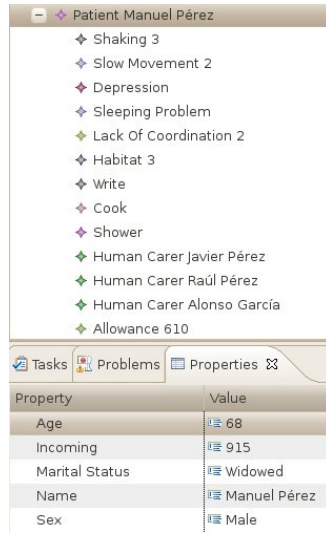 Patient Manuel Pérez
Shaking 3
Slow Movement 2
Depression
Sleeping Problem
Lack Of Coordination 2
Habitat 3
Write
Cook
Shower
Human Carer Javier Pérez
Human Carer Raúl Pérez
Human Carer Alonso García
Allowance 610
Tasks Problems Properties
Property Value
Age 68
Incoming 915
Marital Status Widowed
Name Manuel Pérez
Sex Male